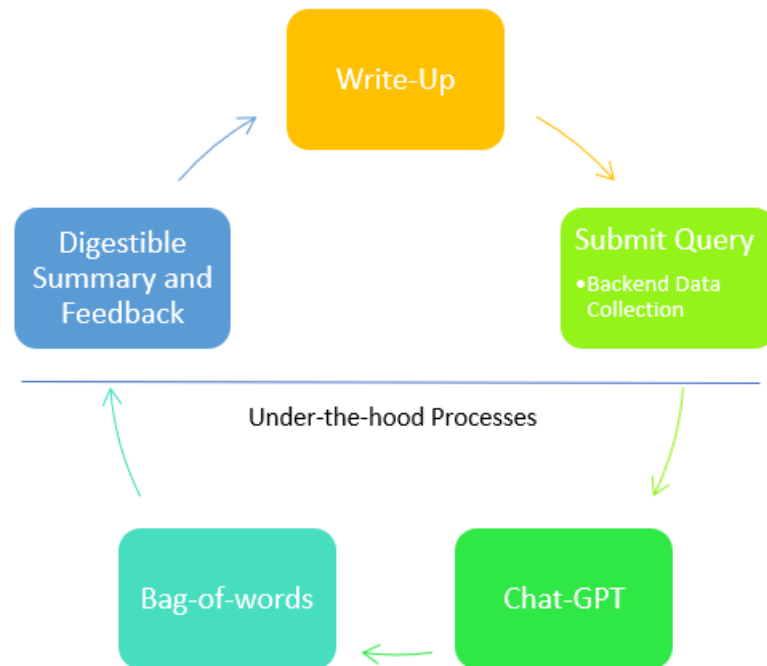 Write-Up
Digestible
Summary and
Feedback
Submit Query
•Backend Data
Collection
Under-the-hood Processes
Bag-of-words
Chat-GPT